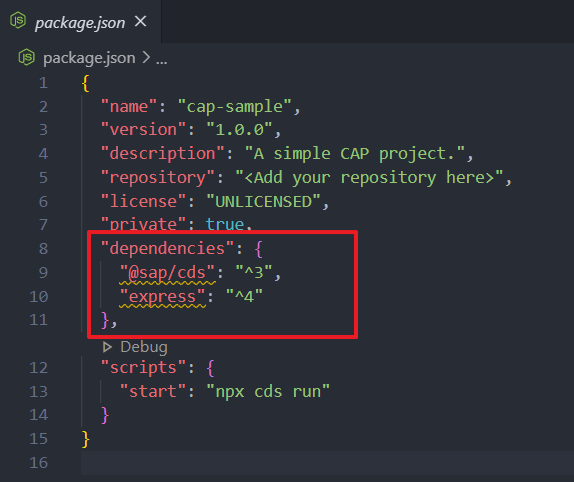 package.json
package.json > ...
1 {
2 "name": "cap-sample",
3 "version": "1.0.0",
4 "description": "A simple CAP project.",
5 "repository": "<Add your repository here>",
6 "license": "UNLICENSED",
7 "private": true,
8 "dependencies": {
9 "@sap/cds": "^3",
10 "express": "^4"
11 },
Debug
12 "scripts": {
13 "start": "npx cds run"
14 }
15 }
16